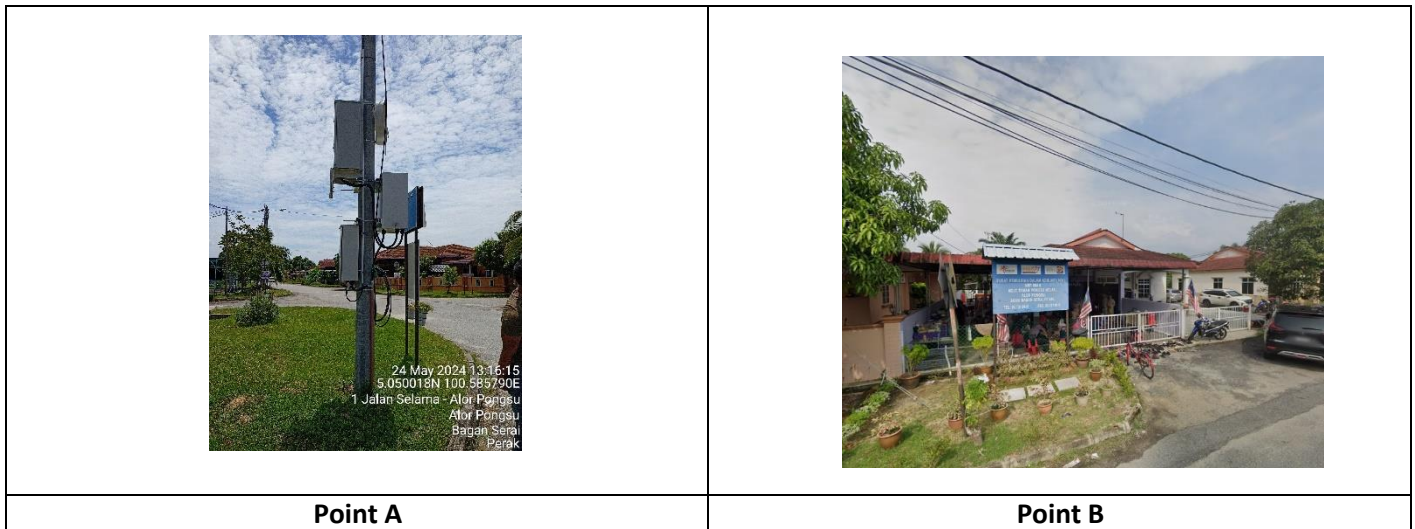 24 May 2024 13:16:15
5.050018N 100.585790E
1 Jalan Selama - Alor Pongsu
Alor Pongsu
Bagan Serai
Perak
Point A
Point B